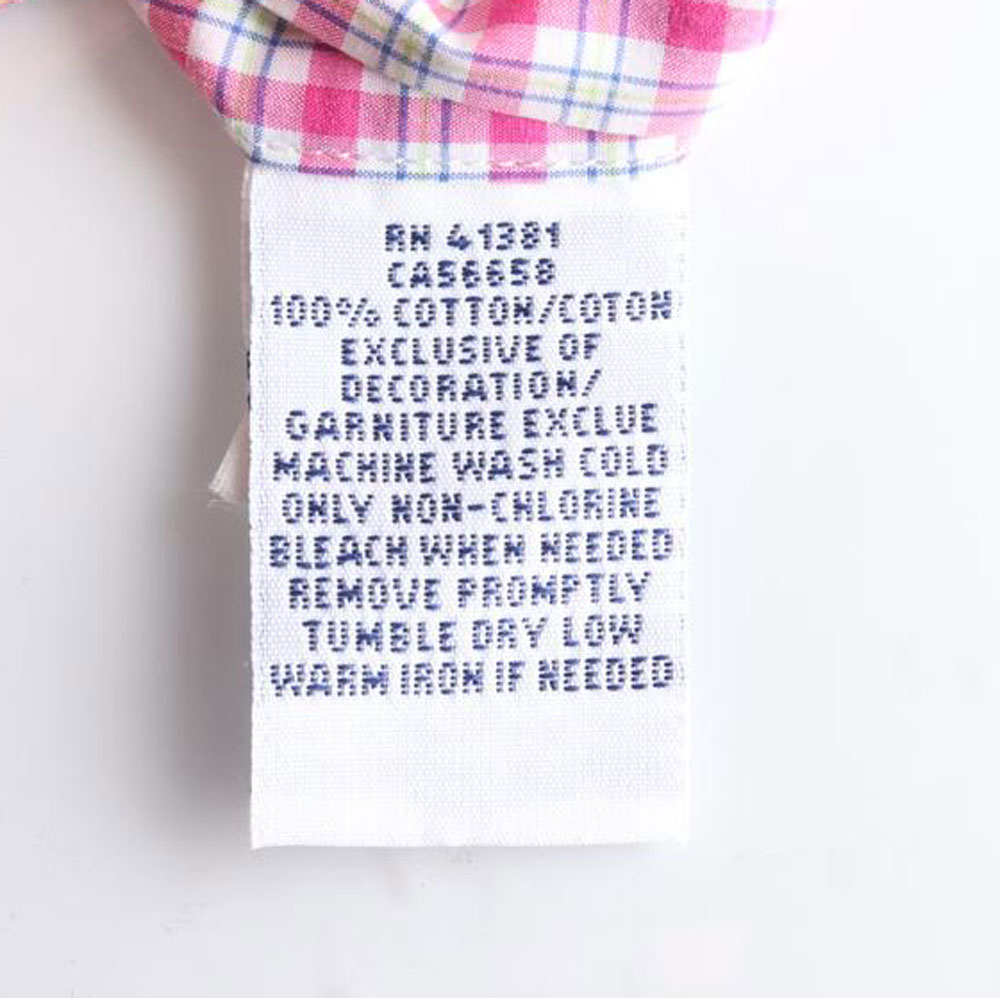 RN 41381
CA56658
100% COTTON/COTON
EXCLUSIVE OF
DECORATION/
GARNITURE EXCLUE
MACHINE WASH COLD
ONLY NON-CHLORINE
BLEACH WHEN NEEDED
REMOVE PROMPTLY
TUMBLE DRY LOW
WARM IRON IF NEEDED